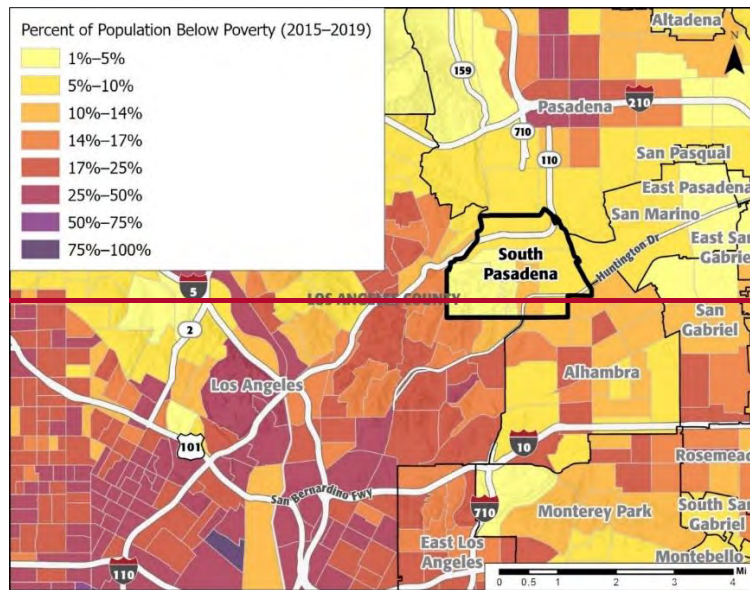 Percent of Population Below Poverty (2015–2019)
1%–5%
5%–10%
10%–14%
14%–17%
17%–25%
25%–50%
50%–75%
75%–100%
Altadena
N
159
Pasadena
210
710
110
San Pasqual
East Pasadena
San Marino
South
Pasadena
Huntington Dr
East San
Gabriel
5
LOS ANGELES COUNTY
2
San
Gabriel
Los Angeles
Alhambra
101
10
Rosemead
San Bernardino Fwy
710
Monterey Park
South San
Gabriel
East Los
Angeles
Montebello
110
Mi
0 0.5 1 2 3 4